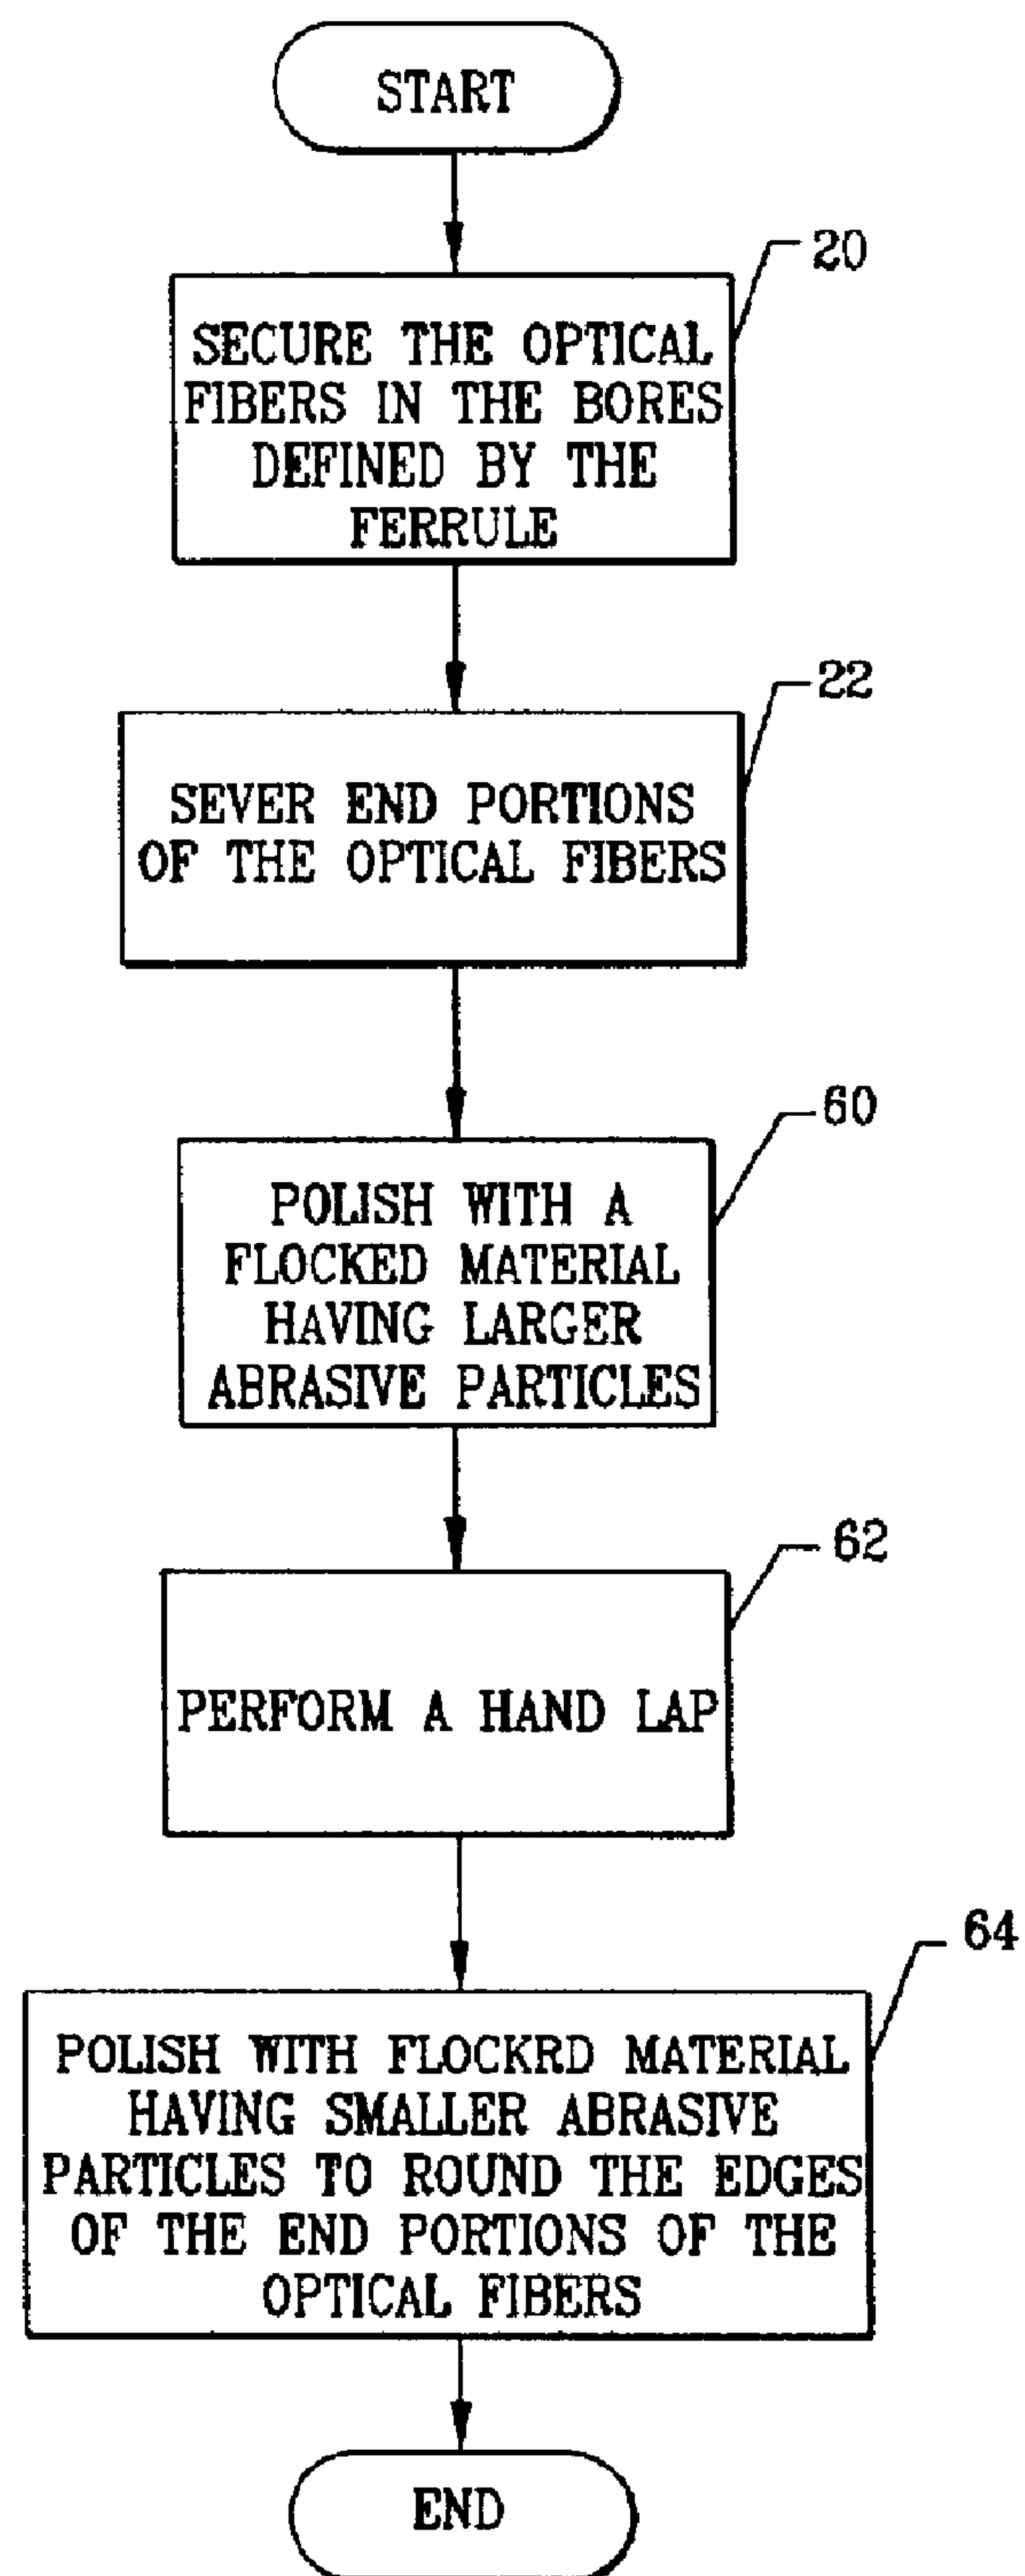 START
20
SECURE THE OPTICAL
FIBERS IN THE BORES
DEFINED BY THE
FERRULE
22
SEVER END PORTIONS
OF THE OPTICAL FIBERS
60
POLISH WITH A
FLOCKED MATERIAL
HAVING LARGER
ABRASIVE PARTICLES
62
PERFORM A HAND LAP
64
POLISH WITH FLOCKRD MATERIAL
HAVING SMALLER ABRASIVE
PARTICLES TO ROUND THE EDGES
OF THE END PORTIONS OF THE
OPTICAL FIBERS
END